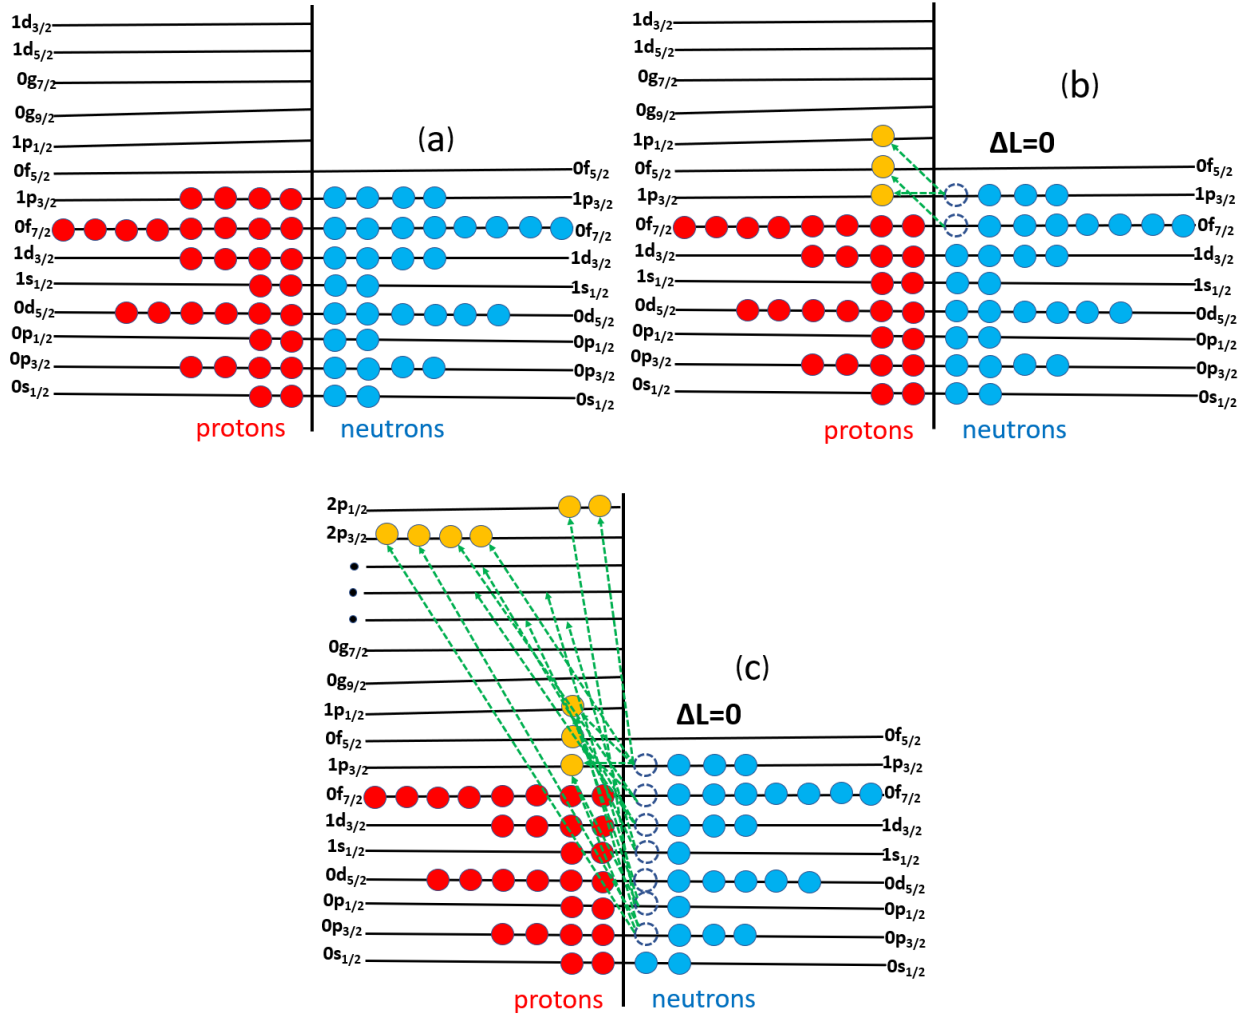 (a)
1d3/2
1d5/2
0g7/2
0g9/2
1p1/2
0f5/2 0f5/2
1p3/2 1p3/2
0f7/2 0f7/2
1d3/2 1d3/2
1s1/2 1s1/2
0d5/2 0d5/2
0p1/2 0p1/2
0p3/2 0p3/2
0s1/2 0s1/2
protons neutrons
(b)
ΔL=0
1d3/2
1d5/2
0g7/2
0g9/2
1p1/2
0f5/2 0f5/2
1p3/2 1p3/2
0f7/2 0f7/2
1d3/2 1d3/2
1s1/2 1s1/2
0d5/2 0d5/2
0p1/2 0p1/2
0p3/2 0p3/2
0s1/2 0s1/2
protons neutrons
(c)
ΔL=0
2p1/2
2p3/2
0g7/2
0g9/2
1p1/2
0f5/2 0f5/2
1p3/2 1p3/2
0f7/2 0f7/2
1d3/2 1d3/2
1s1/2 1s1/2
0d5/2 0d5/2
0p1/2 0p1/2
0p3/2 0p3/2
0s1/2 0s1/2
protons neutrons